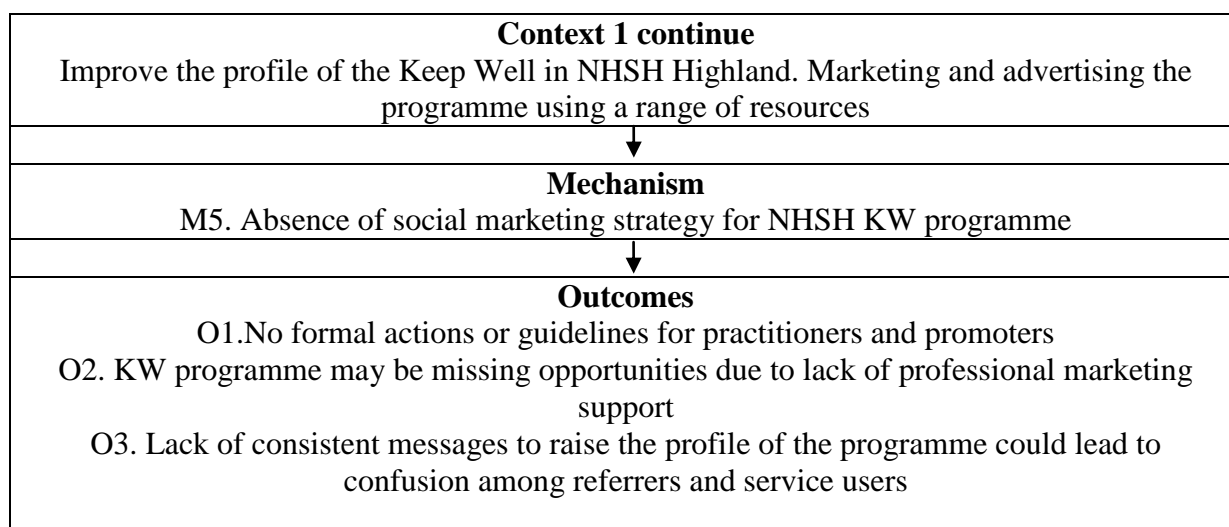 Context 1 continue
Improve the profile of the Keep Well in NHSH Highland. Marketing and advertising the
programme using a range of resources
Mechanism
M5. Absence of social marketing strategy for NHSH KW programme
Outcomes
O1.No formal actions or guidelines for practitioners and promoters
O2. KW programme may be missing opportunities due to lack of professional marketing
support
O3. Lack of consistent messages to raise the profile of the programme could lead to
confusion among referrers and service users